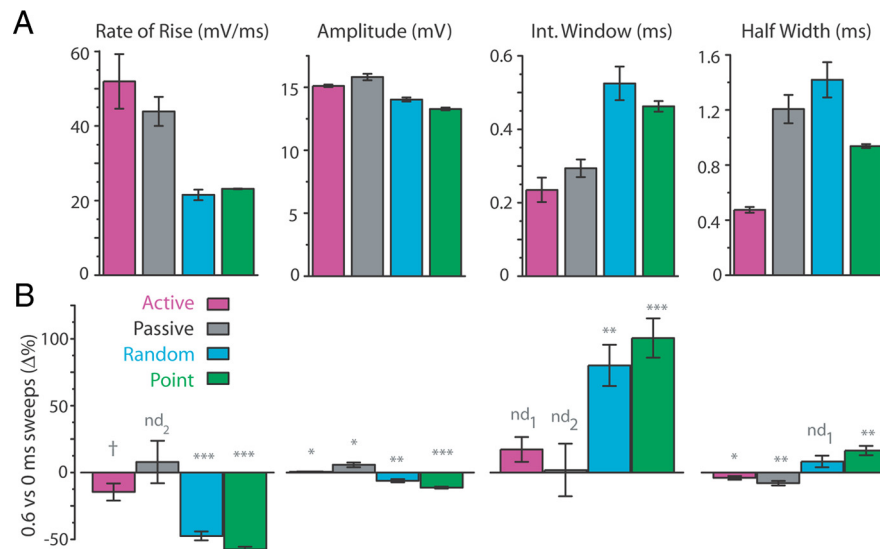 A
Rate of Rise (mV/ms) Amplitude (mV) Int. Window (ms) Half Width (ms)
60 15 0.6 1.6
40 10 0.4 1.2
20 5 0.2 0.8
0 0 0 0.4
0
B
0.6 vs 0 ms sweeps (Δ%)
100
50
0
-50
Active
Passive
Random
Point
† nd2 *** ***
* * ** ***
nd1 nd2 ** ***
* ** nd1 **